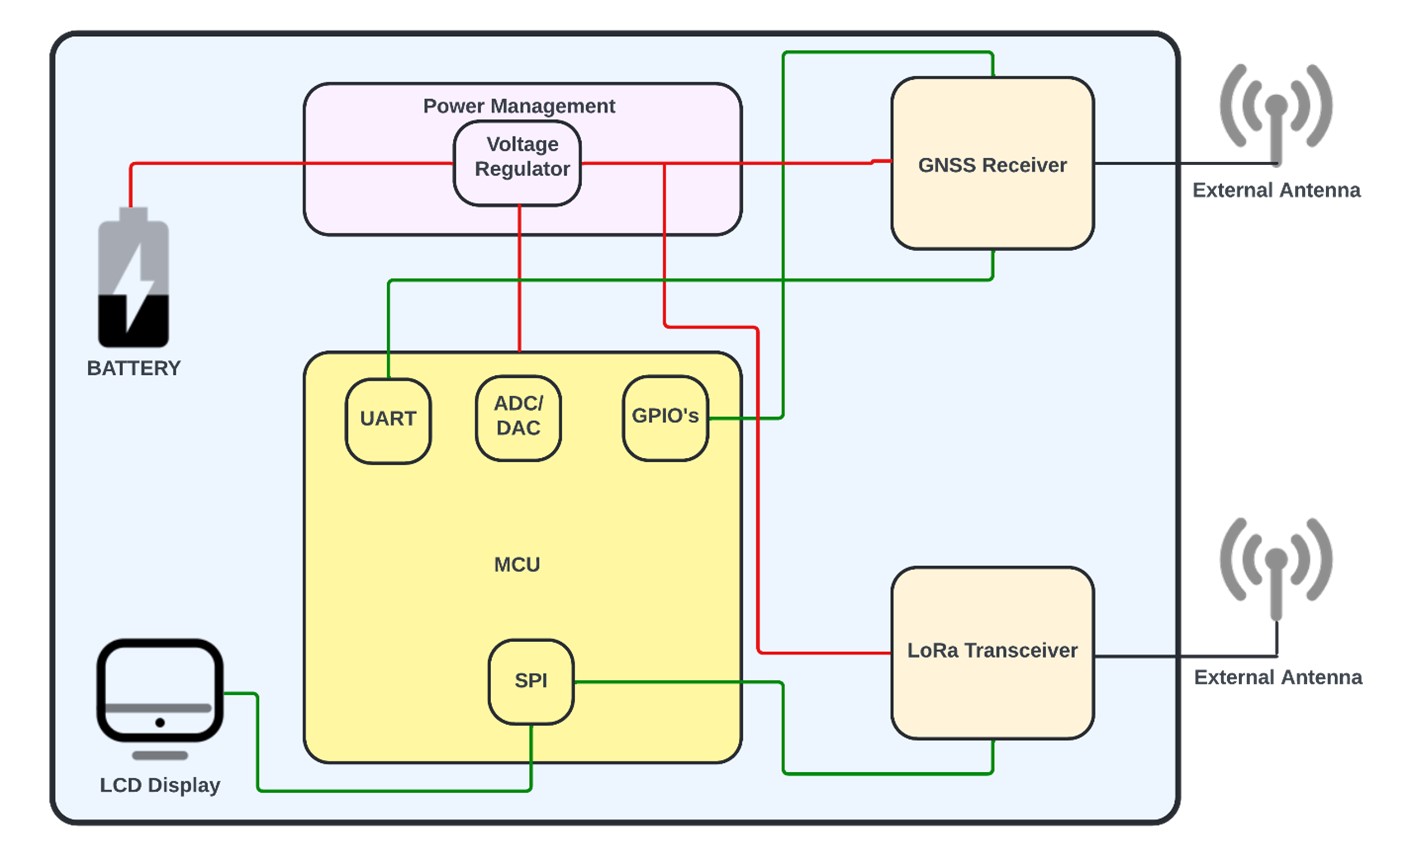 Power Management
Voltage
Regulator
GNSS Receiver
External Antenna
BATTERY
UART
ADC/
DAC
GPIO's
MCU
SPI
LoRa Transceiver
External Antenna
LCD Display